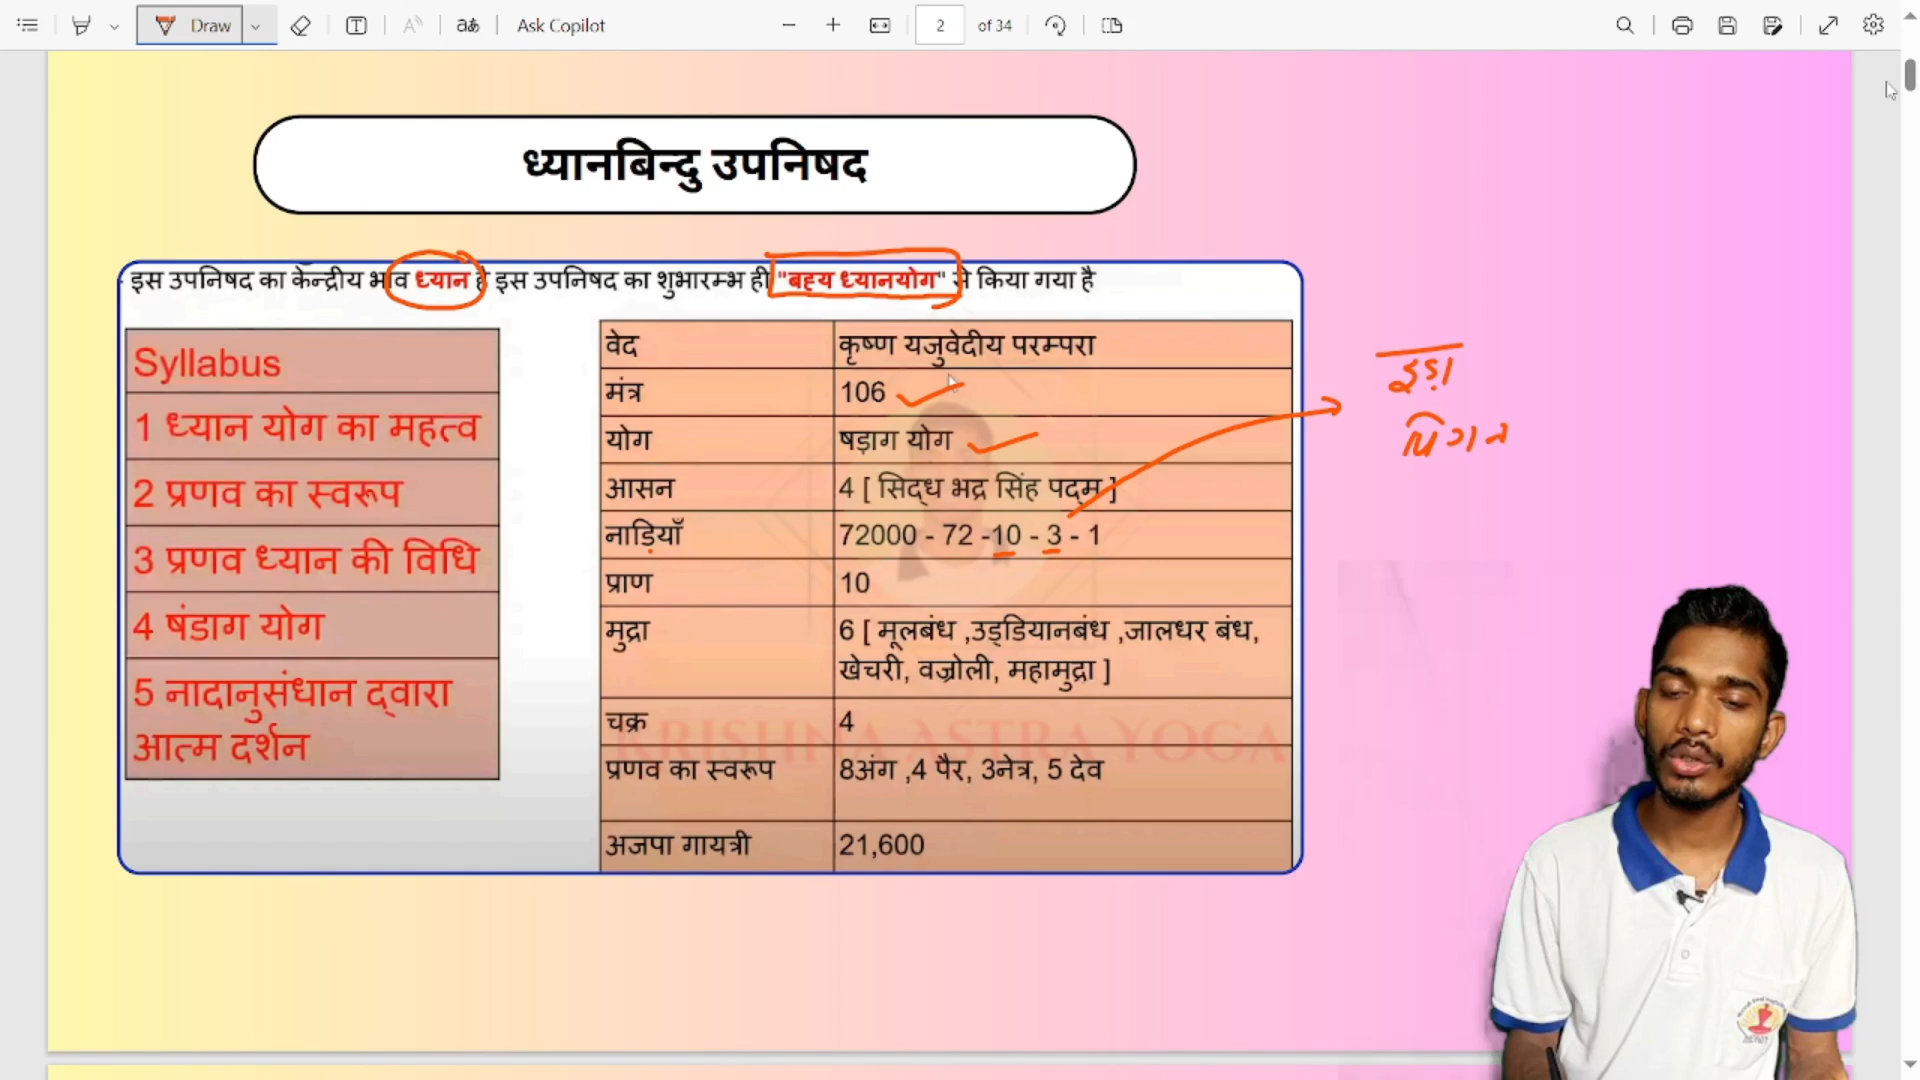 Draw
Ask Copilot
2 of 34
ध्यानबिन्दु उपनिषद
इस उपनिषद का केन्द्रीय भाव ध्यान है इस उपनिषद का शुभारम्भ ही "बह्य ध्यानयोग" से किया गया है
Syllabus
1 ध्यान योग का महत्व
2 प्रणव का स्वरूप
3 प्रणव ध्यान की विधि
4 षंडाग योग
5 नादानुसंधान द्वारा
आत्म दर्शन
वेद कृष्ण यजुवेदीय परम्परा
मंत्र 106
योग षड़ाग योग
आसन 4 [ सिद्ध भद्र सिंह पद्म ]
नाड़ियाँ 72000 - 72 -10 - 3 - 1
प्राण 10
मुद्रा 6 [ मूलबंध ,उड्डियानबंध ,जालधर बंध,
खेचरी, वज्रोली, महामुद्रा ]
चक्र 4
प्रणव का स्वरूप 8अंग ,4 पैर, 3नेत्र, 5 देव
अजपा गायत्री 21,600
KRISHNA ASTRA YOGA
इड़ा